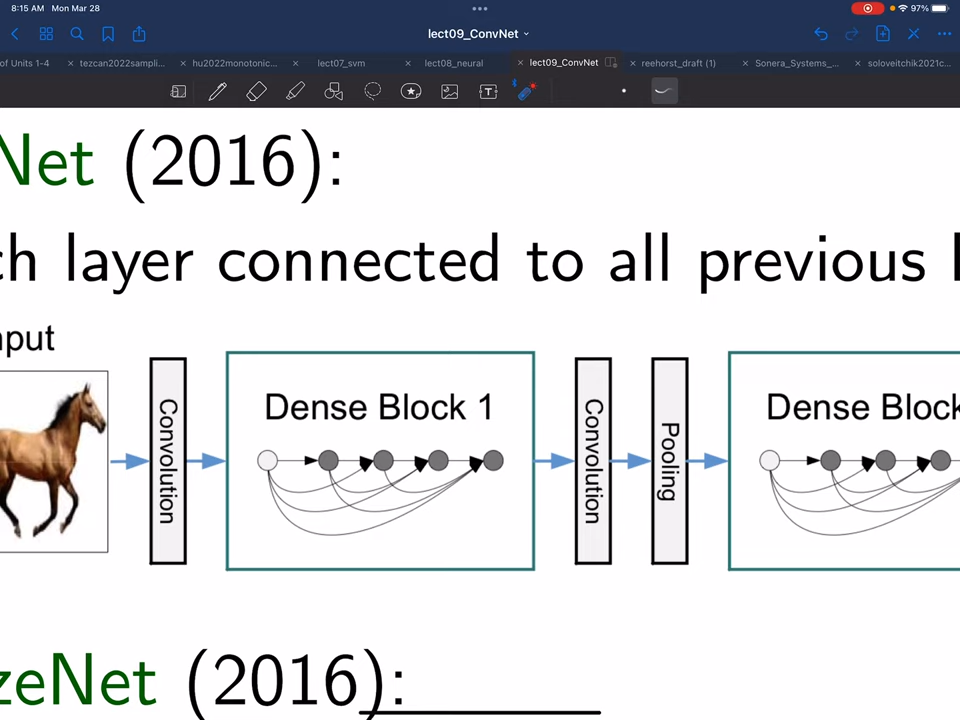 8:15 AM Mon Mar 28
97%
lect09_ConvNet
of Units 1-4
tezcan2022sampli...
hu2022monotonic...
lect07_svm
lect08_neural
lect09_ConvNet
reehorst_draft (1)
Sonera_Systems_...
soloveitchik2021c...
Net (2016):
ch layer connected to all previous l
nput
Convolution
Dense Block 1
Convolution
Pooling
Dense Block
zeNet (2016):